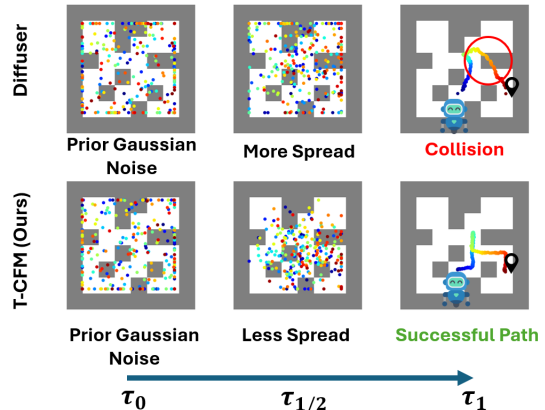 Diffuser
Prior Gaussian
Noise
More Spread
Collision
T-CFM (Ours)
Prior Gaussian
Noise
Less Spread
Successful Path
τ₀
τ₁/₂
τ₁